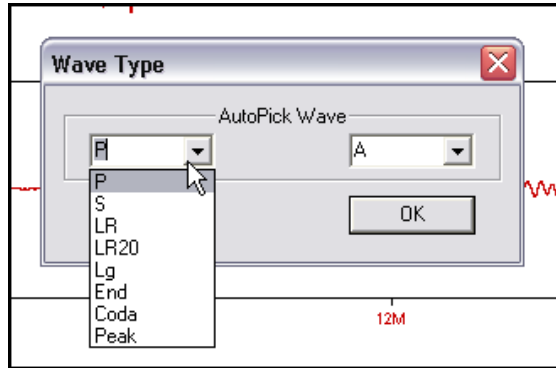 Wave Type
AutoPick Wave
P A
P
S
OK
LR
LR20
Lg
End
Coda
12M
Peak